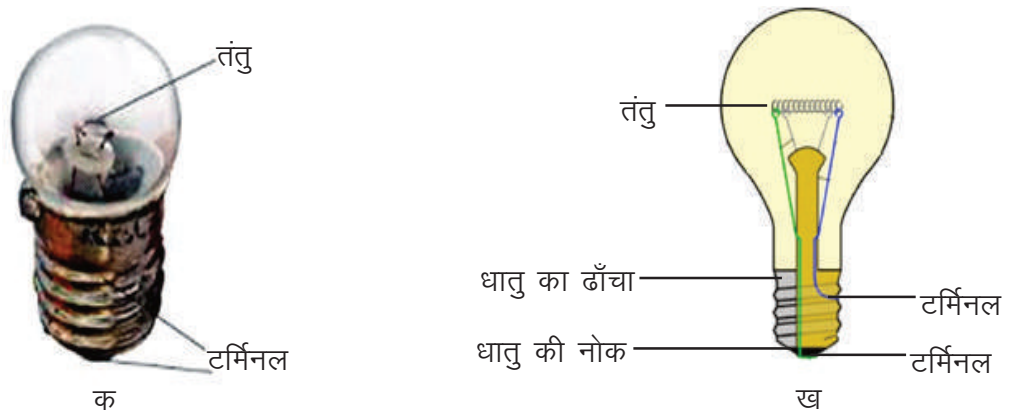 तंतु
टर्मिनल
क
तंतु
धातु का ढाँचा
टर्मिनल
धातु की नोक
टर्मिनल
ख